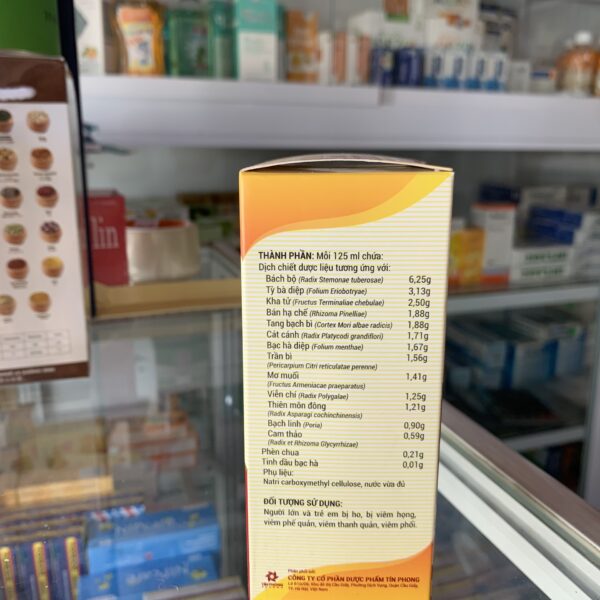 THÀNH PHẦN: Mỗi 125 ml chứa:
Dịch chiết dược liệu tương ứng với:
Bách bộ (Radix Stemonae tuberosae) 6,25g
Tỳ bà diệp (Folium Eriobotryae) 3,13g
Kha tử (Fructus Terminaliae chebulae) 2,50g
Bán hạ chế (Rhizoma Pinelliae) 1,88g
Tang bạch bì (Cortex Mori albae radicis) 1,88g
Cát cánh (Radix Platycodi grandiflori) 1,71g
Bạc hà diệp (Folium menthae) 1,67g
Trần bì 1,56g
(Pericarpium Citri reticulatae perenne)
Mơ muối 1,41g
(Fructus Armeniacae praeparatus)
Viễn chí (Radix Polygalae) 1,25g
Thiên môn đông 1,21g
(Radix Asparagi cochinchinensis)
Bạch linh (Poria) 0,90g
Cam thảo 0,59g
(Radix et Rhizoma Glycyrrhizae)
Phèn chua 0,21g
Tinh dầu bạc hà 0,01g
Phụ liệu:
Natri carboxymethyl cellulose, nước vừa đủ
ĐỐI TƯỢNG SỬ DỤNG:
Người lớn và trẻ em bị ho, bị viêm họng,
viêm phế quản, viêm thanh quản, viêm phổi.
Phân phối bởi:
CÔNG TY CỔ PHẦN DƯỢC PHẨM TÍN PHONG
TP. Hà Nội, Việt Nam